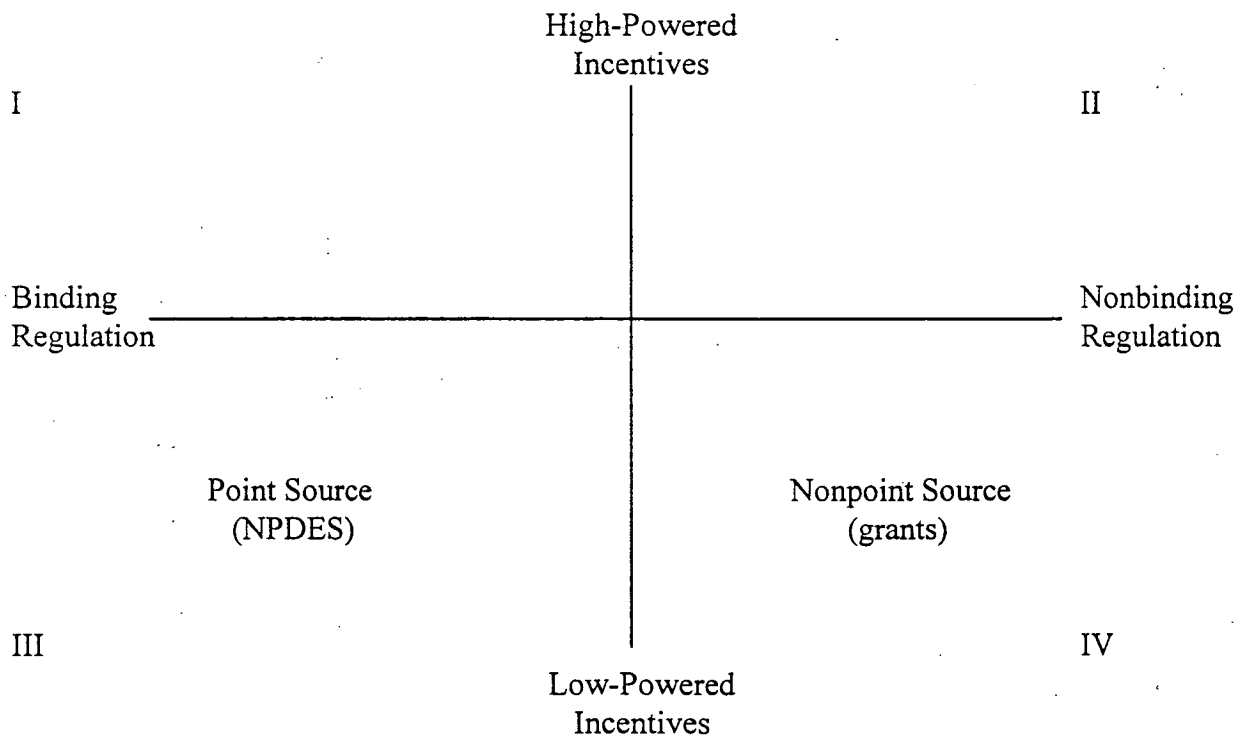 High-Powered
Incentives
I
II
Binding
Regulation
Nonbinding
Regulation
Point Source
(NPDES)
Nonpoint Source
(grants)
III
IV
Low-Powered
Incentives